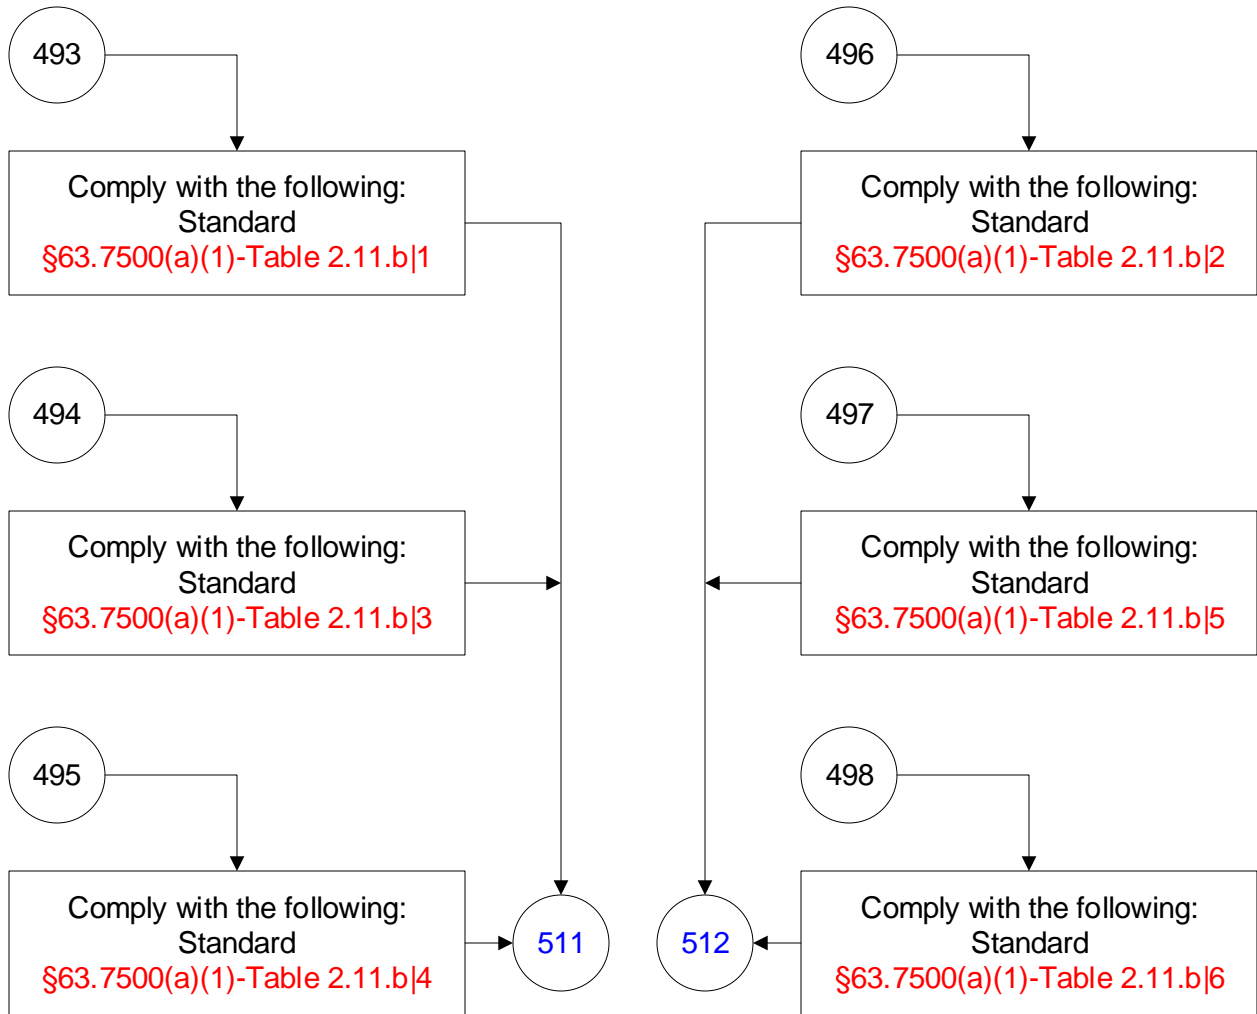 493
Comply with the following:
Standard
§63.7500(a)(1)-Table 2.11.b|1
494
Comply with the following:
Standard
§63.7500(a)(1)-Table 2.11.b|3
495
Comply with the following:
Standard
§63.7500(a)(1)-Table 2.11.b|4
511
496
Comply with the following:
Standard
§63.7500(a)(1)-Table 2.11.b|2
497
Comply with the following:
Standard
§63.7500(a)(1)-Table 2.11.b|5
498
Comply with the following:
Standard
§63.7500(a)(1)-Table 2.11.b|6
512